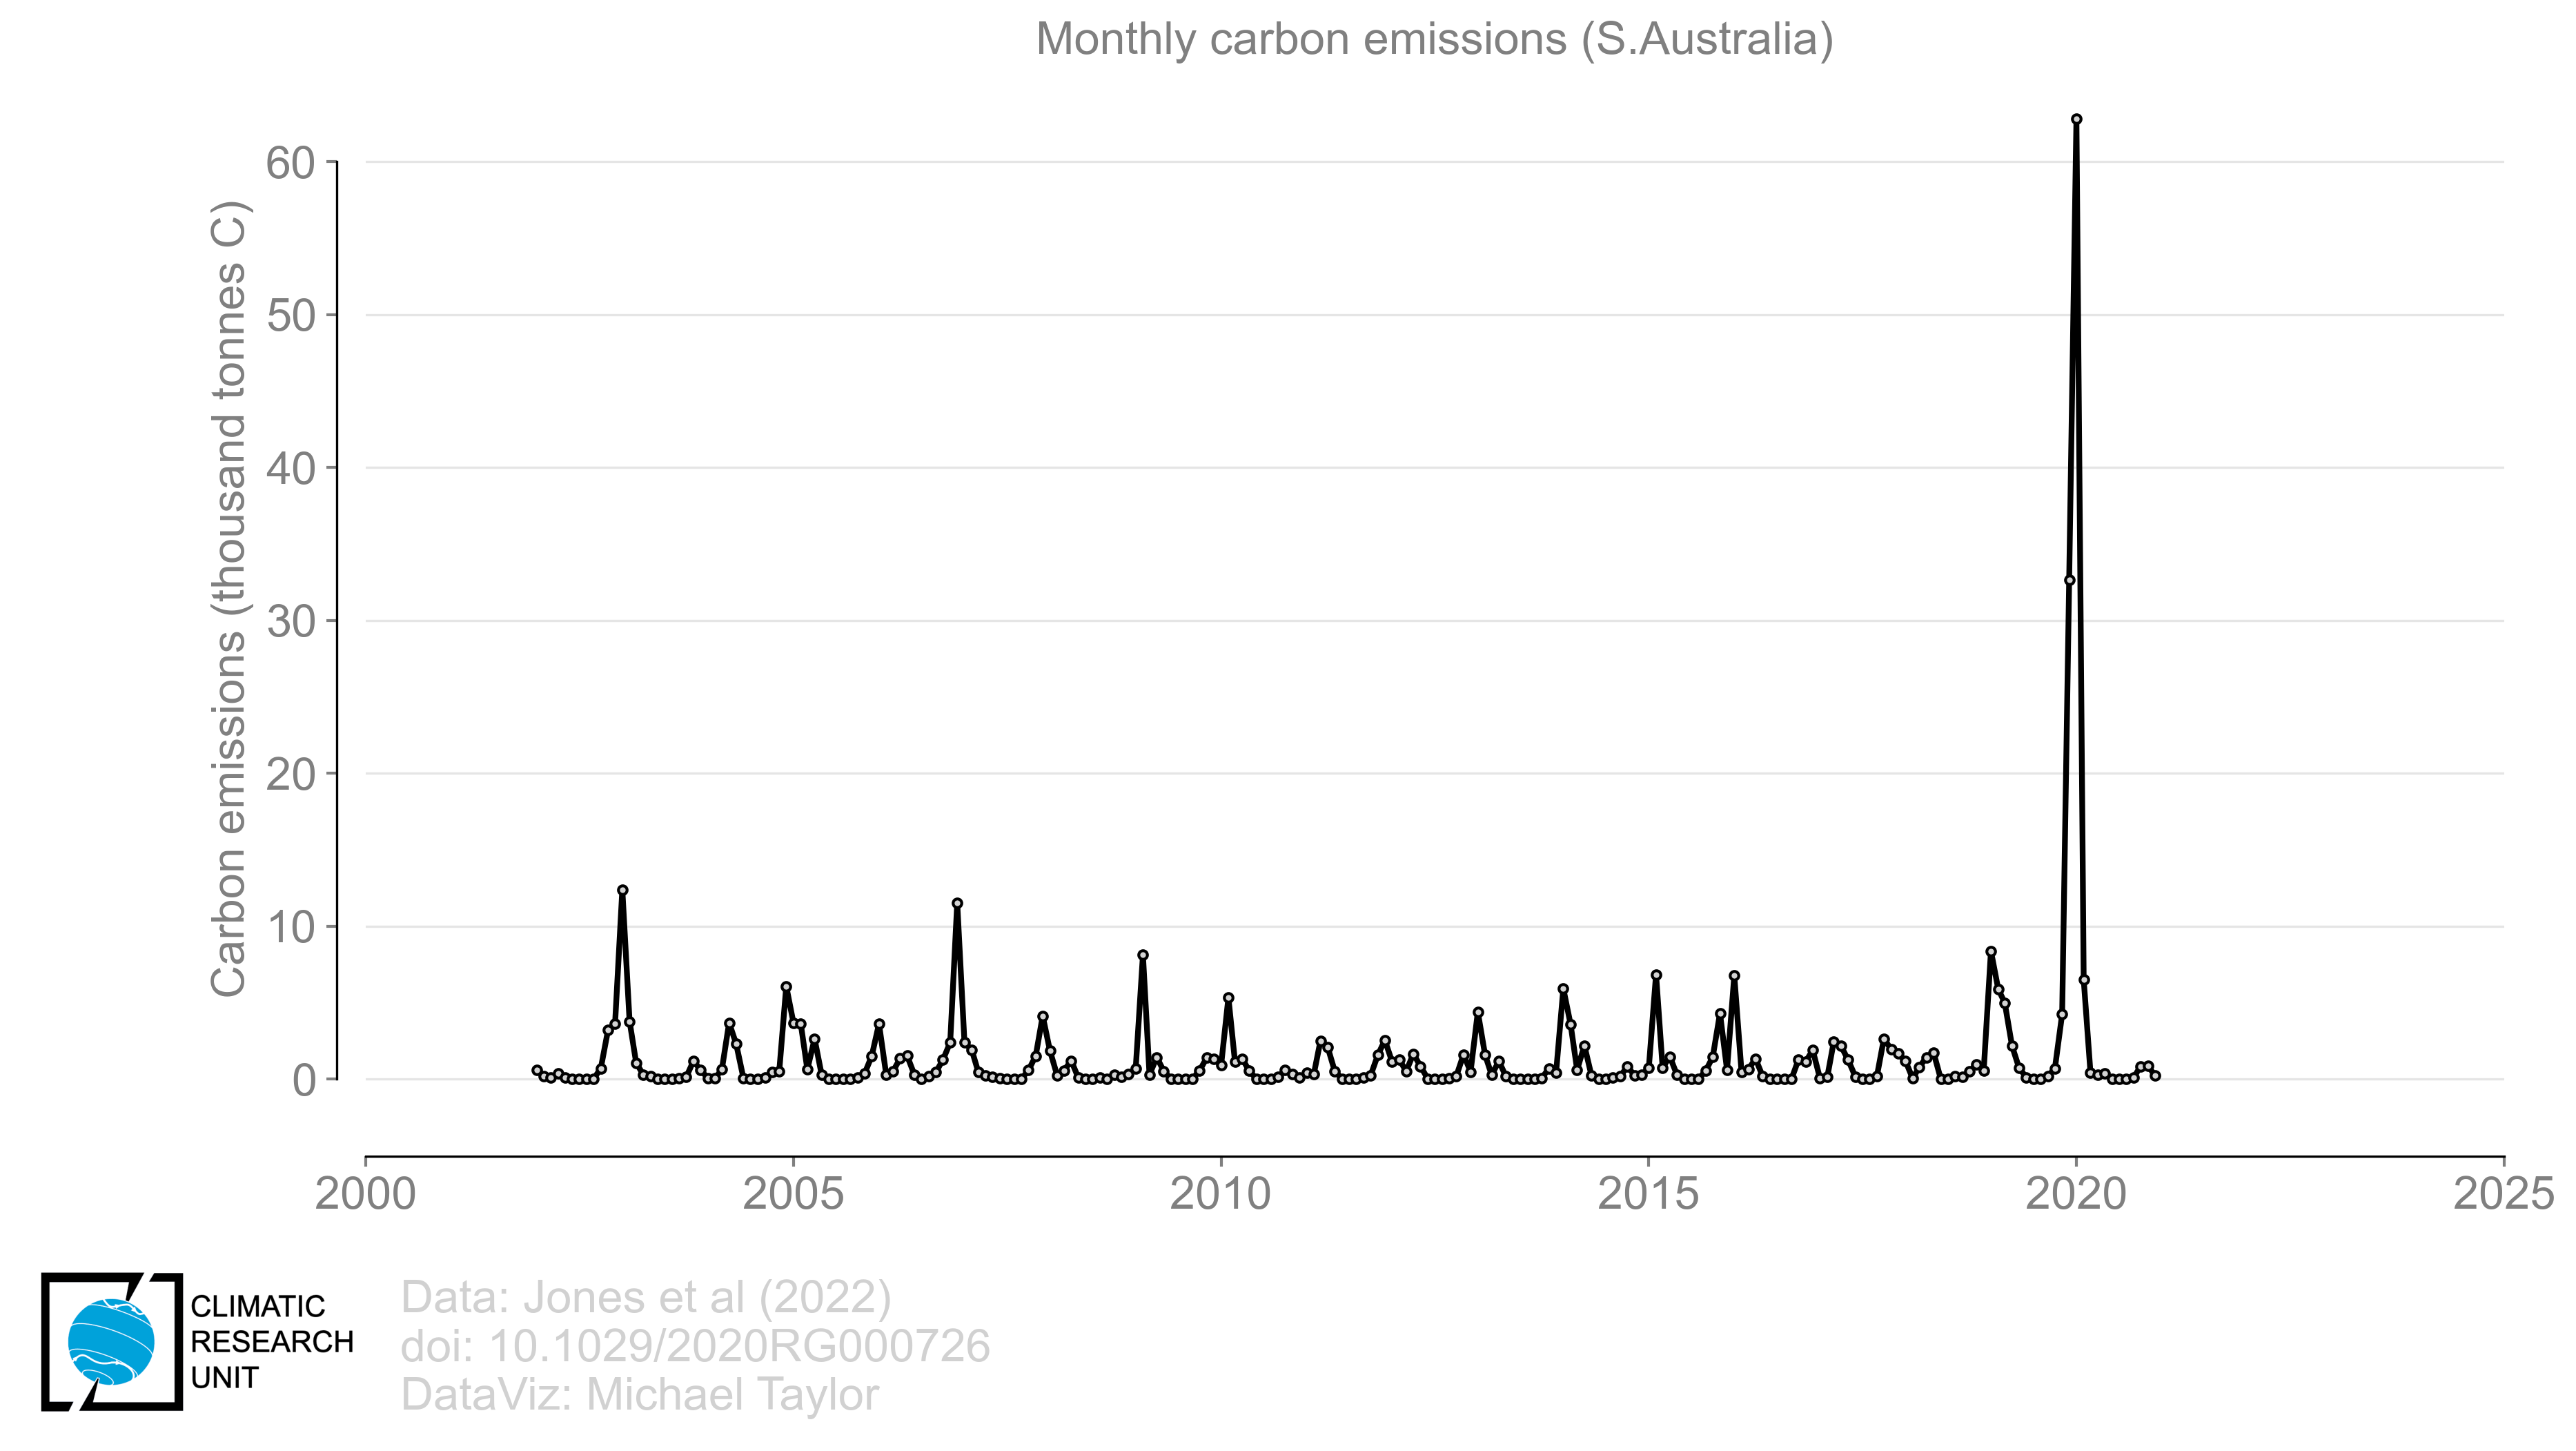 Monthly carbon emissions (S.Australia)
Carbon emissions (thousand tonnes C)
60
50
40
30
20
10
0
2000 2005 2010 2015 2020 2025
CLIMATIC
RESEARCH
UNIT
Data: Jones et al (2022)
doi: 10.1029/2020RG000726
DataViz: Michael Taylor